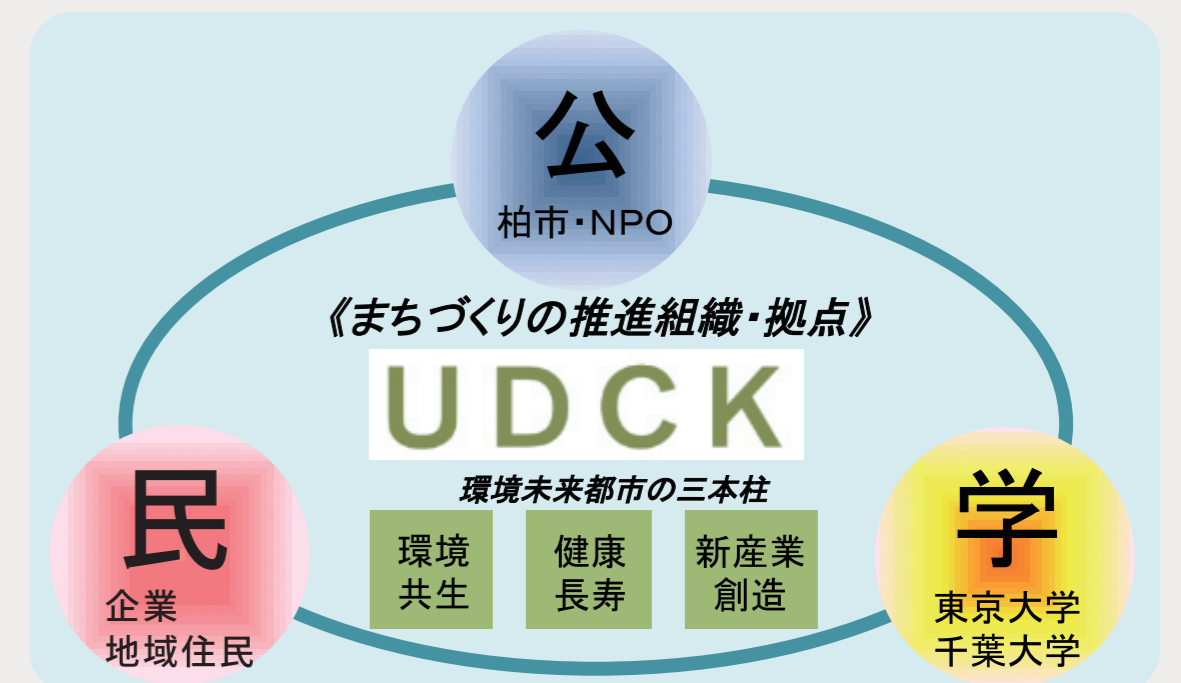 公
柏市・NPO
《まちづくりの推進組織・拠点》
UDCK
環境未来都市の三本柱
環境
共生
健康
長寿
新産業
創造
民
企業
地域住民
学
東京大学
千葉大学